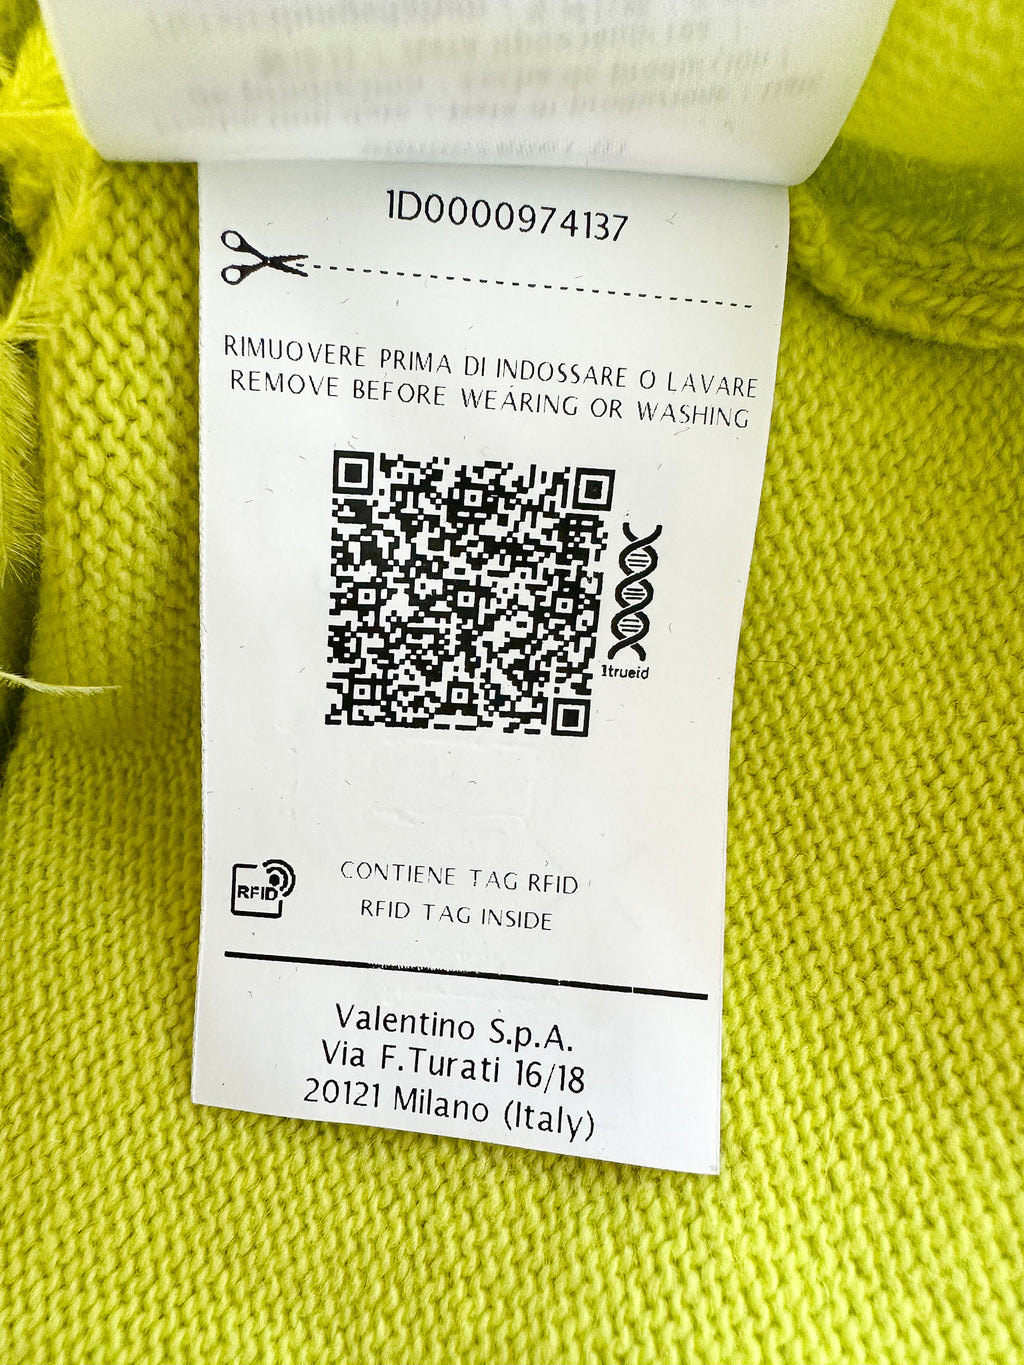 1D0000974137
RIMUOVERE PRIMA DI INDOSSARE O LAVARE
REMOVE BEFORE WEARING OR WASHING
1trueid
RFID
CONTIENE TAG RFID
RFID TAG INSIDE
Valentino S.p.A.
Via F.Turati 16/18
20121 Milano (Italy)